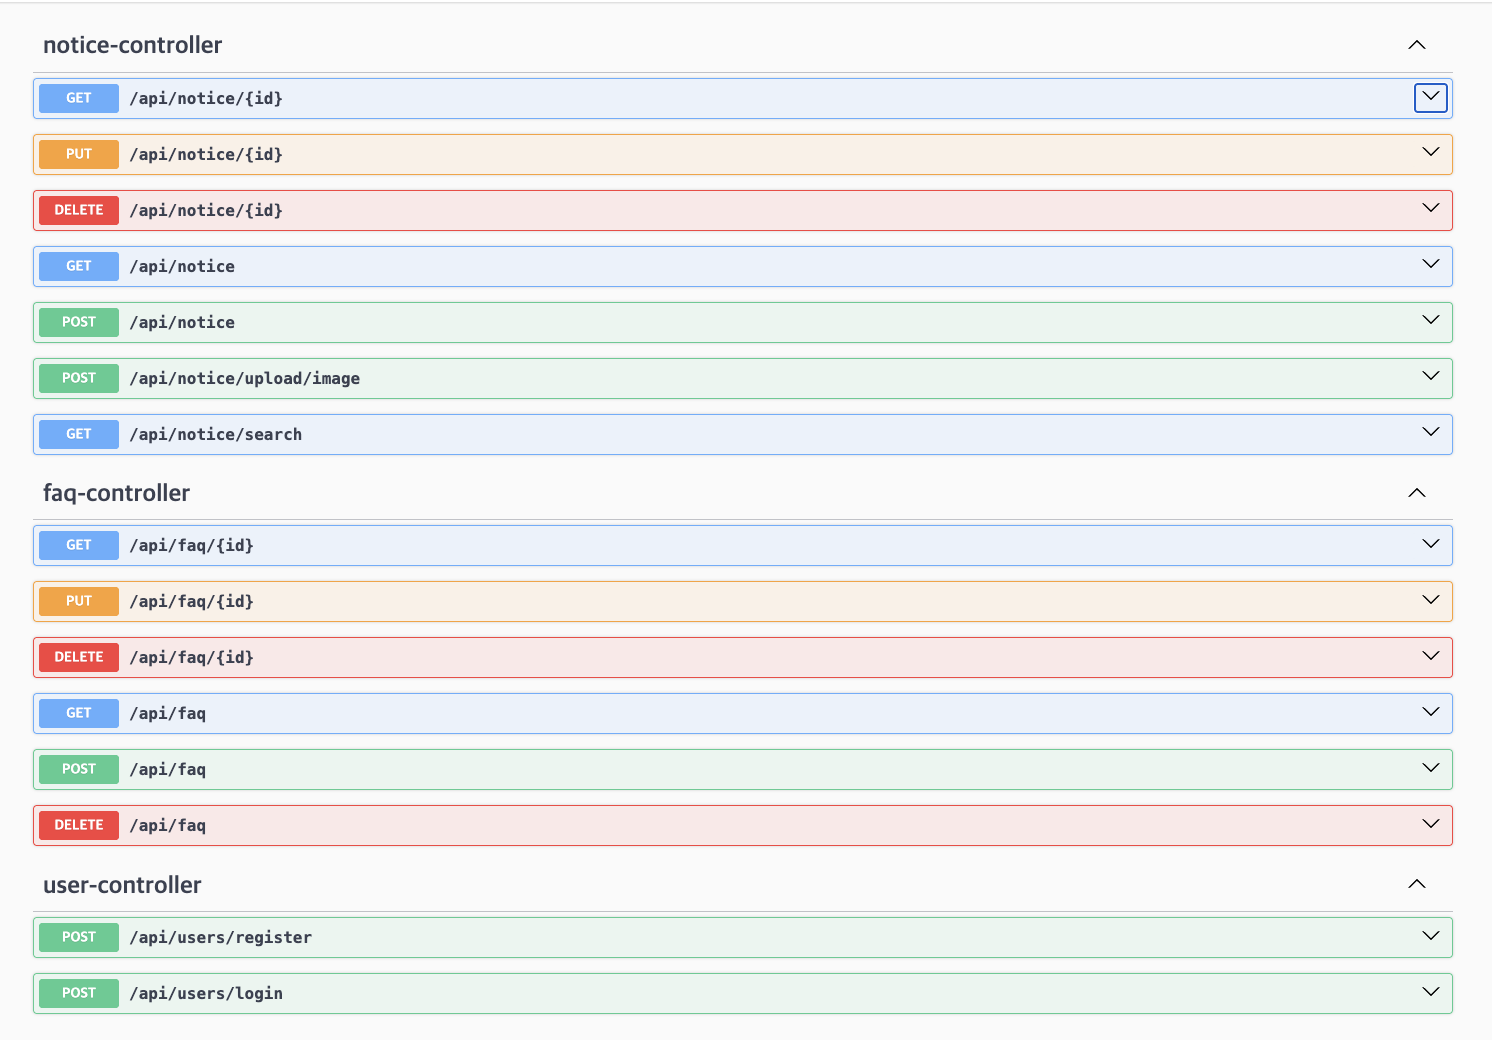 notice-controller
GET /api/notice/{id}
PUT /api/notice/{id}
DELETE /api/notice/{id}
GET /api/notice
POST /api/notice
POST /api/notice/upload/image
GET /api/notice/search
faq-controller
GET /api/faq/{id}
PUT /api/faq/{id}
DELETE /api/faq/{id}
GET /api/faq
POST /api/faq
DELETE /api/faq
user-controller
POST /api/users/register
POST /api/users/login